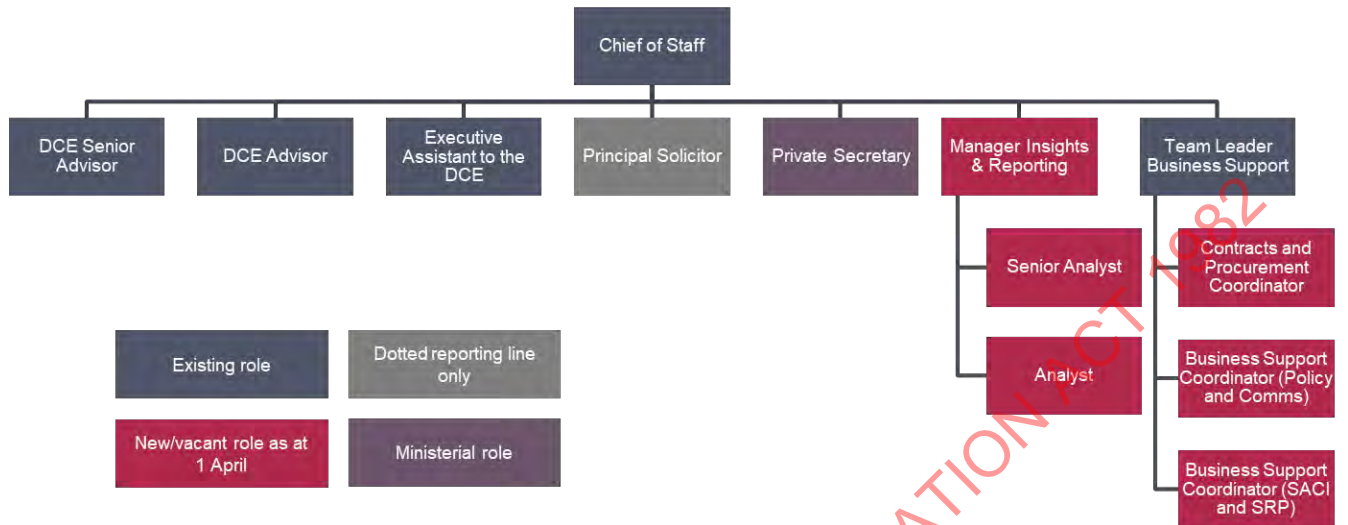 Chief of Staff
DCE Senior
Advisor
DCE Advisor
Executive
Assistant to the
DCE
Principal Solicitor
Private Secretary
Manager Insights
& Reporting
Team Leader
Business Support
Senior Analyst
Contracts and
Procurement
Coordinator
Analyst
Business Support
Coordinator (Policy
and Comms)
Business Support
Coordinator (SACI
and SRP)
Existing role
Dotted reporting line
only
New/vacant role as at
1 April
Ministerial role
ATION ACT 1982